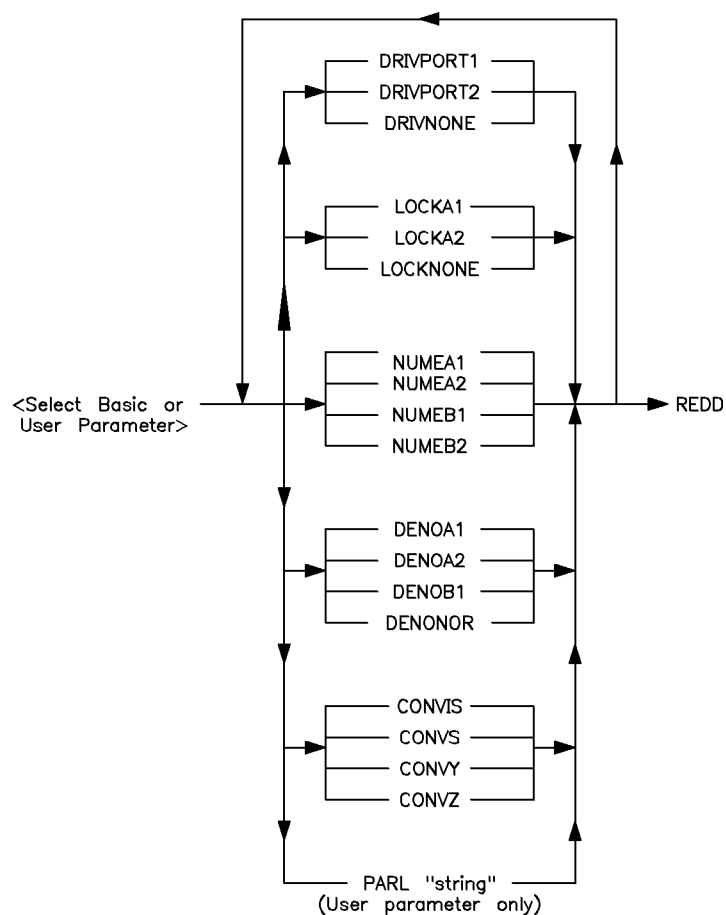 DRIVPORT1
DRIVPORT2
DRIVNONE
LOCKA1
LOCKA2
LOCKNONE
<Select Basic or
User Parameter>
NUMEA1
NUMEA2
NUMEB1
NUMEB2
REDD
DENOA1
DENOA2
DENOB1
DENONOR
CONVIS
CONVS
CONVY
CONVZ
PARL "string"
(User parameter only)